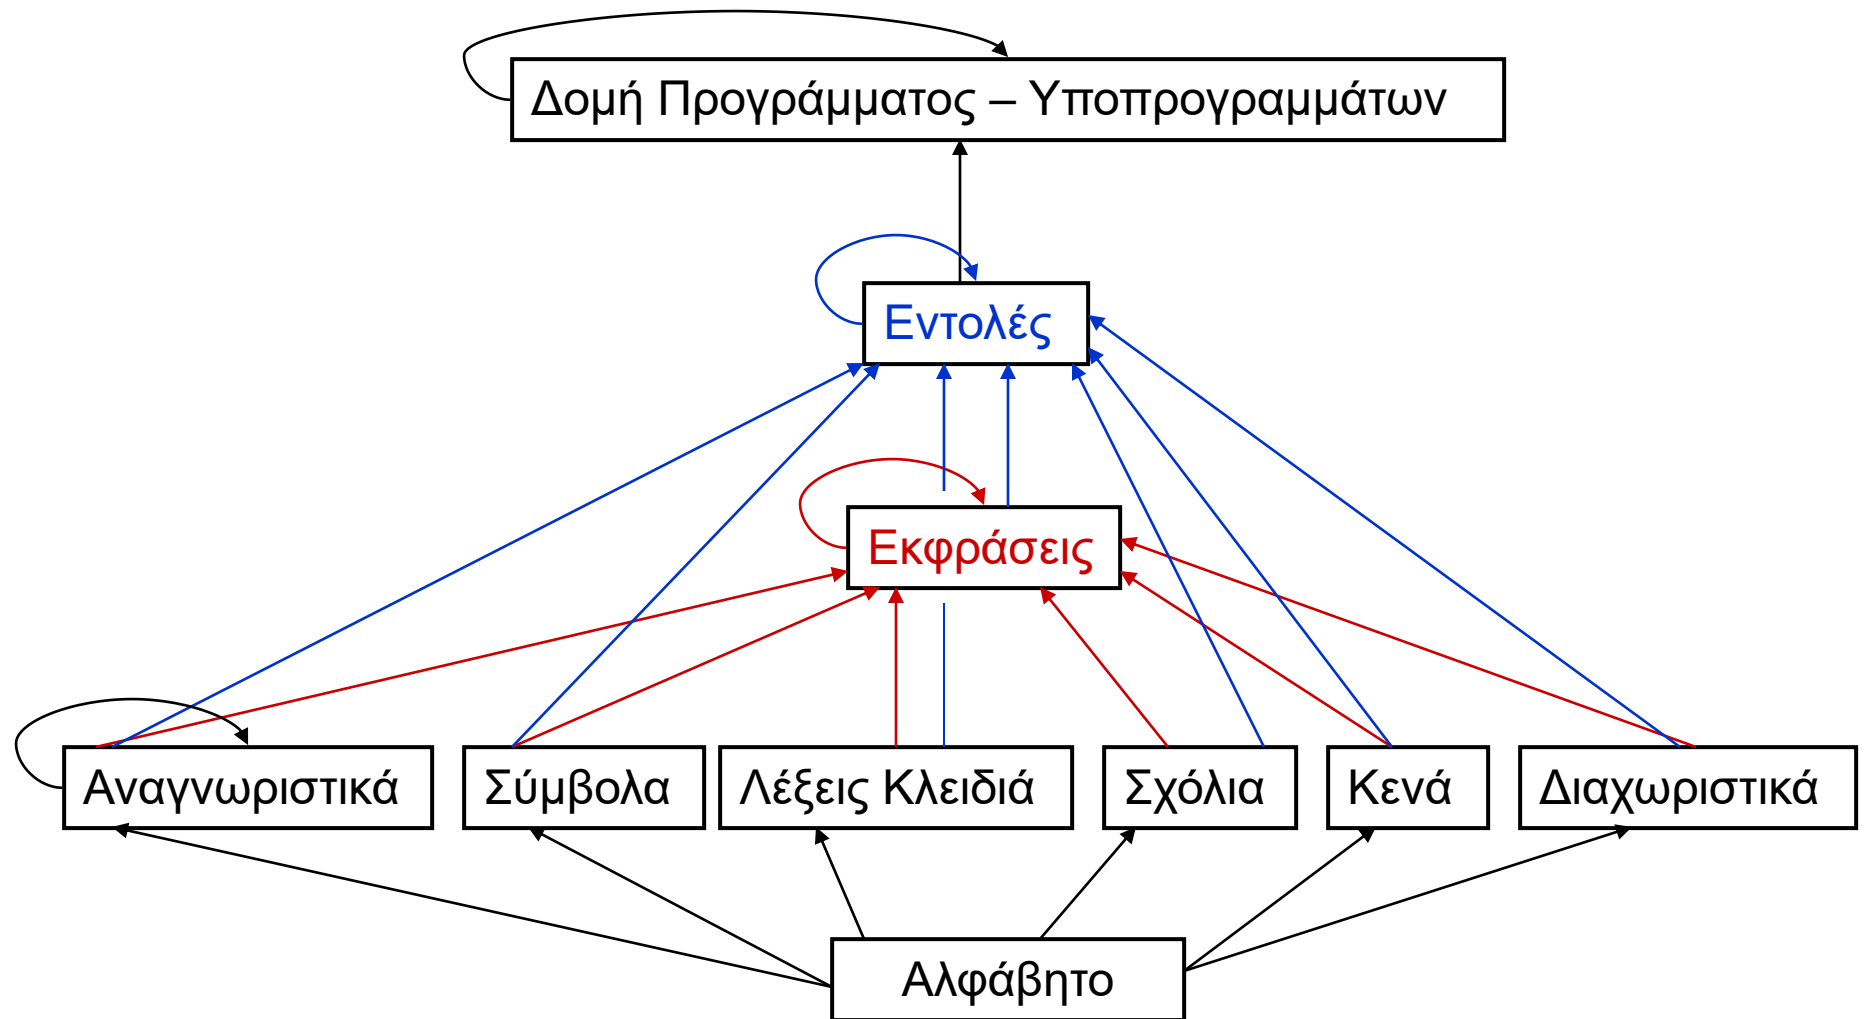 Δομή Προγράμματος – Υποπρογραμμάτων
Εντολές
Εκφράσεις
Αναγνωριστικά
Σύμβολα
Λέξεις Κλειδιά
Σχόλια
Κενά
Διαχωριστικά
Αλφάβητο